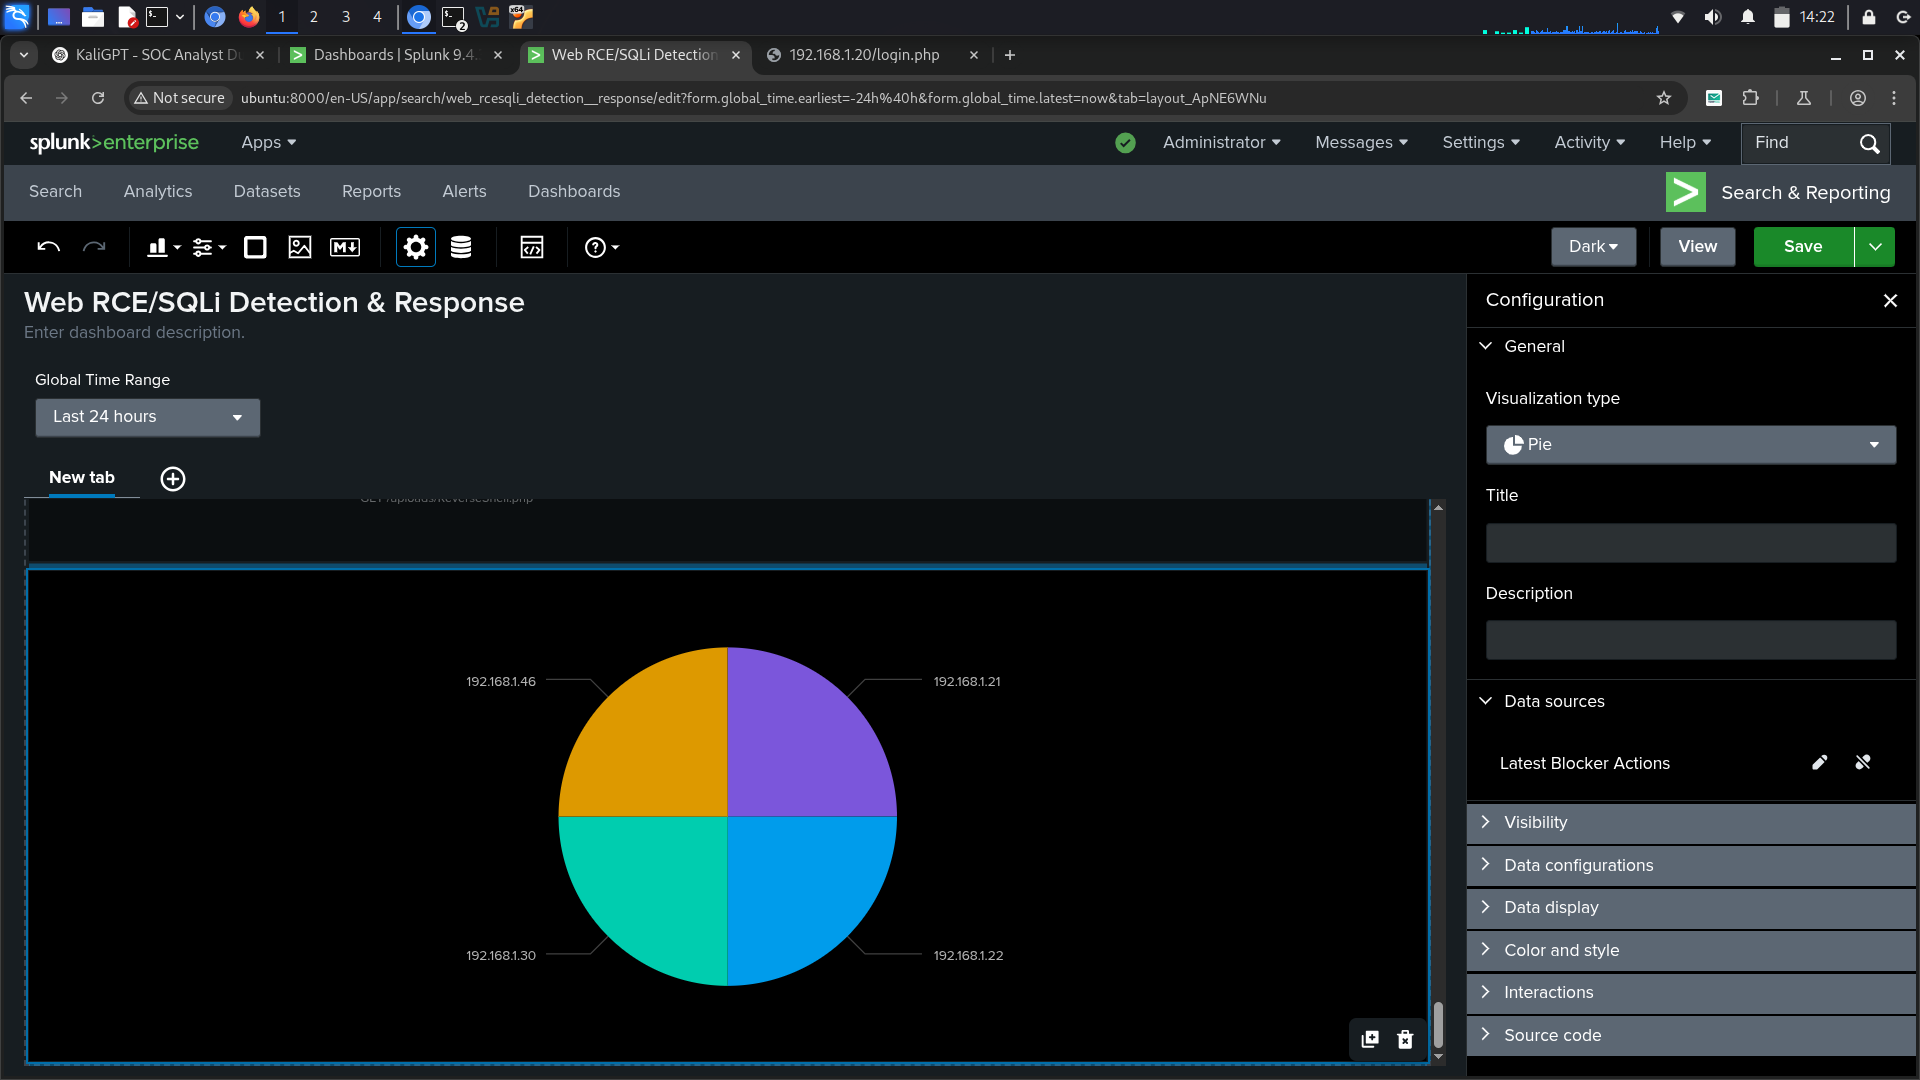 1
2
3
4
2
x64
14:22
KaliGPT - SOC Analyst D
Dashboards | Splunk 9.4.
Web RCE/SQLi Detection
192.168.1.20/login.php
Not secure
ubuntu:8000/en-US/app/search/web_rcesqli_detection__response/edit?form.global_time.earliest=-24h%40h&form.global_time.latest=now&tab=layout_ApNE6WNu
splunk>enterprise
Apps
Administrator
Messages
Settings
Activity
Help
Find
Search
Analytics
Datasets
Reports
Alerts
Dashboards
Search & Reporting
Dark
View
Save
Web RCE/SQLi Detection & Response
Enter dashboard description.
Global Time Range
Last 24 hours
New tab
GET /uploads/ReverseShell.php
192.168.1.46
192.168.1.21
192.168.1.30
192.168.1.22
Configuration
General
Visualization type
Pie
Title
Description
Data sources
Latest Blocker Actions
Visibility
Data configurations
Data display
Color and style
Interactions
Source code